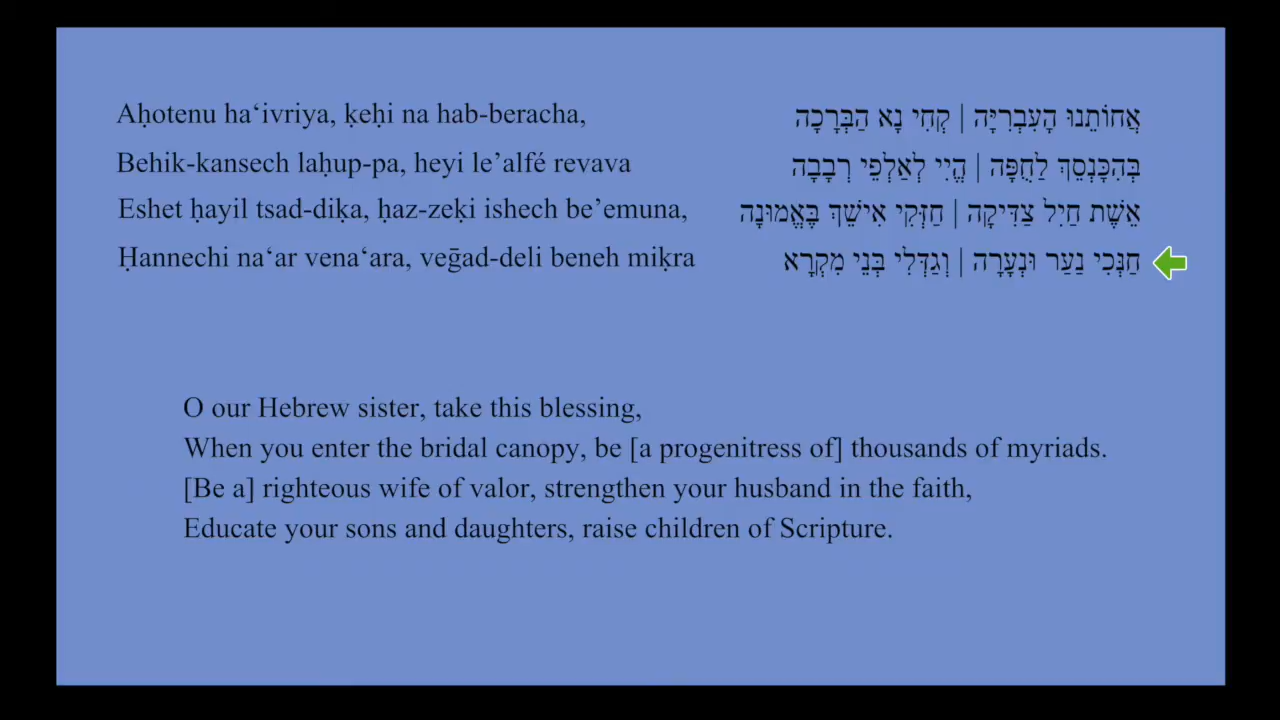 Aḥotenu ha‘ivriya, ḳeḥi na hab-beracha,
אֲחוֹתֵנוּ הָעִבְרִיָּה | קְחִי נָא הַבְּרָכָה
Behik-kansech laḥup-pa, heyi le’alfé revava
בְּהִכָּנְסֵךְ לַחֻפָּה | הֱיִי לְאַלְפֵי רְבָבָה
Eshet ḥayil tsad-diḳa, ḥaz-zeḳi ishech be’emuna,
אֵשֶׁת חַיִל צַדִּיקָה | חַזְּקִי אִישֵׁךְ בֶּאֱמוּנָה
Ḥannechi na‘ar vena‘ara, veḡad-deli beneh miḳra
חַנְּכִי נַעַר וּנְעָרָה | וְגַדְּלִי בְּנֵי מִקְרָא
O our Hebrew sister, take this blessing,
When you enter the bridal canopy, be [a progenitress of] thousands of myriads.
[Be a] righteous wife of valor, strengthen your husband in the faith,
Educate your sons and daughters, raise children of Scripture.